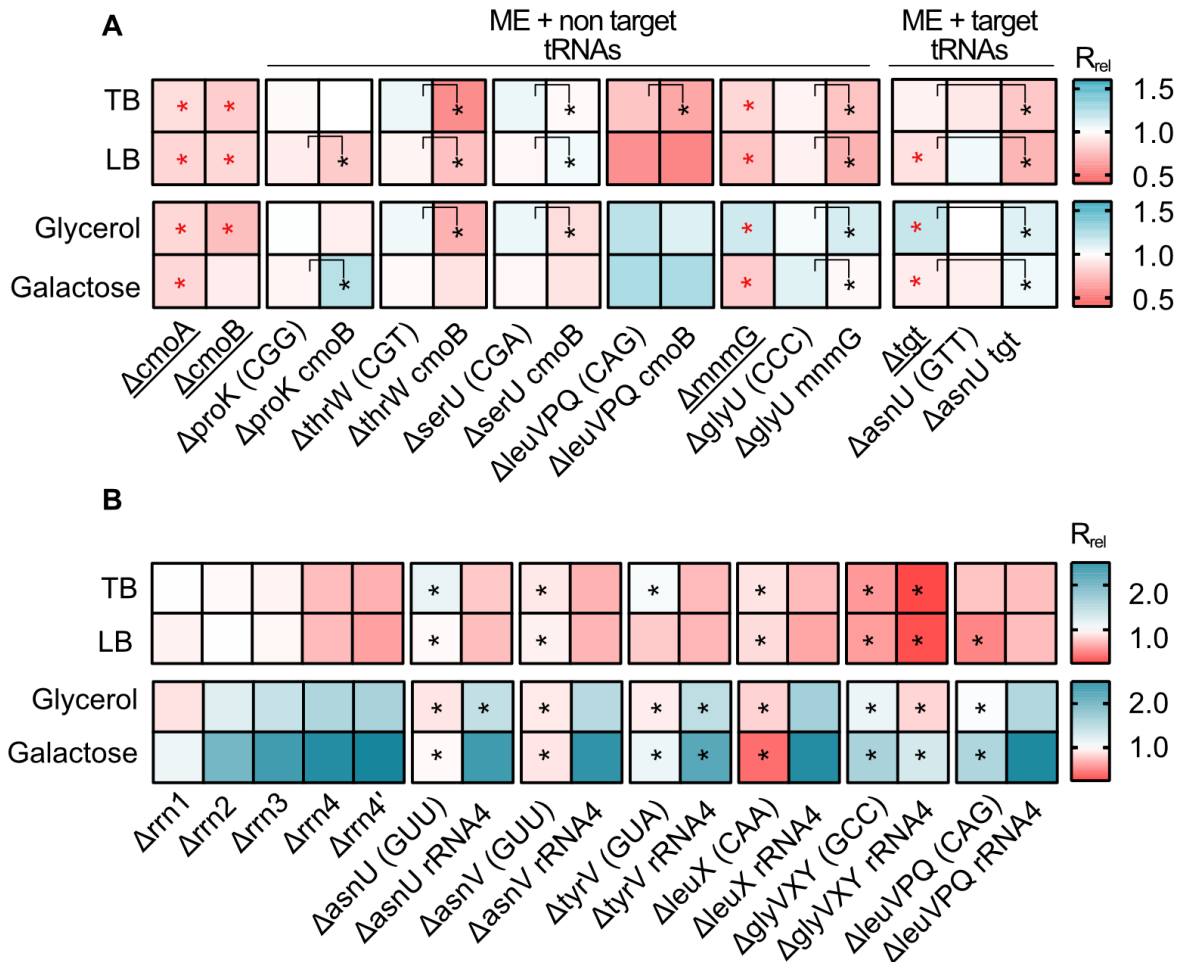 A
ME + non target
tRNAs
ME + target
tRNAs
Rrel
TB
*
*
*
*
*
*
*
*
1.5
1.0
0.5
LB
*
*
*
*
*
*
*
*
*
Glycerol
*
*
*
*
*
*
*
*
1.5
1.0
0.5
Galactose
*
*
*
*
*
*
ΔcmoA
ΔcmoB
ΔproK (CGG)
ΔproK cmoB
ΔthrW (CGT)
ΔthrW cmoB
ΔserU (CGA)
ΔserU cmoB
ΔleuVPQ (CAG)
ΔleuVPQ cmoB
ΔmnmG
ΔglyU (CCC)
ΔglyU mnmG
Δtgt
ΔasnU (GTT)
ΔasnU tgt
B
Rrel
TB
*
*
*
*
*
*
2.0
1.0
LB
*
*
*
*
*
*
Glycerol
*
*
*
*
*
*
*
*
*
2.0
1.0
Galactose
*
*
*
*
*
*
*
*
Δrrn1
Δrrn2
Δrrn3
Δrrn4
Δrrn4'
ΔasnU (GUU)
ΔasnU rRNA4
ΔasnV (GUU)
ΔasnV rRNA4
ΔtyrV (GUA)
ΔtyrV rRNA4
ΔleuX (CAA)
ΔleuX rRNA4
ΔglyVXY (GCC)
ΔglyVXY rRNA4
ΔleuVPQ (CAG)
ΔleuVPQ rRNA4